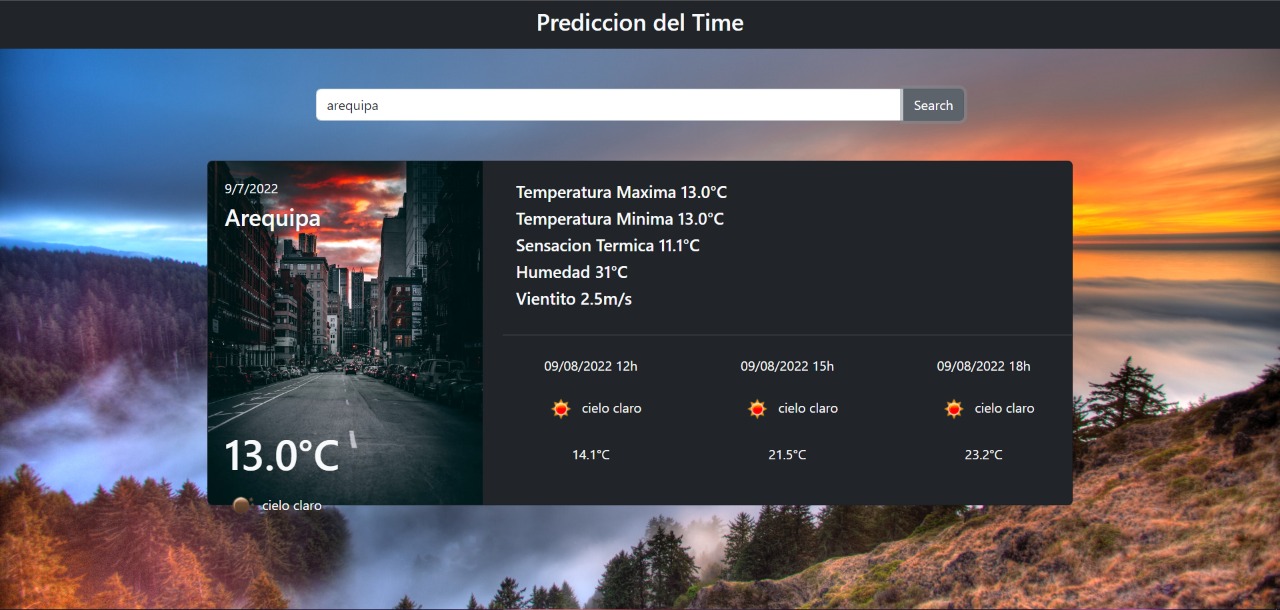 Prediccion del Time
arequipa
Search
9/7/2022
Arequipa
13.0°C
cielo claro
Temperatura Maxima 13.0°C
Temperatura Minima 13.0°C
Sensacion Termica 11.1°C
Humedad 31°C
Vientito 2.5m/s
09/08/2022 12h
cielo claro
14.1°C
09/08/2022 15h
cielo claro
21.5°C
09/08/2022 18h
cielo claro
23.2°C